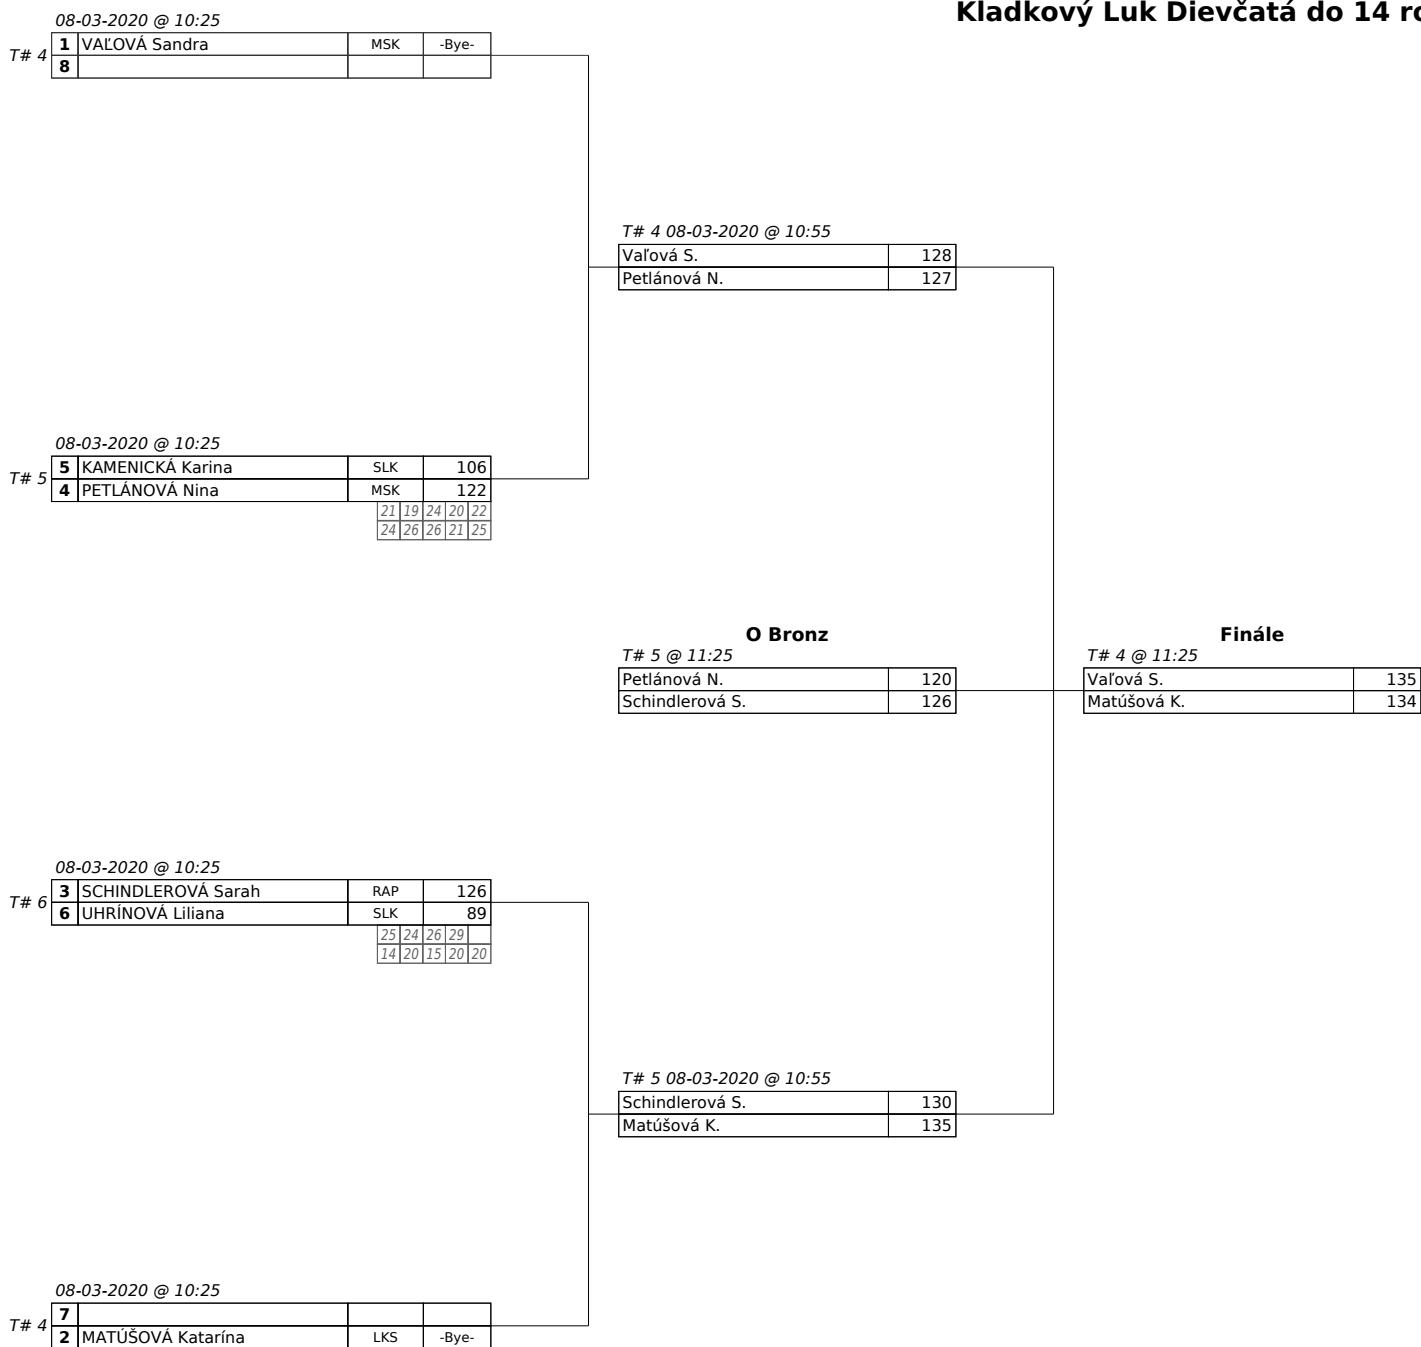 Kladkový Luk Dievčatá do 14
08-03-2020 @ 10:25
T# 4
1 VAĽOVÁ Sandra MSK -Bye-
8
T# 4 08-03-2020 @ 10:55
Vaľová S. 128
Petlánová N. 127
08-03-2020 @ 10:25
T# 5
5 KAMENICKÁ Karina SLK 106
4 PETLÁNOVÁ Nina MSK 122
21 19 24 20 22
24 26 26 21 25
O Bronz
T# 5 @ 11:25
Petlánová N. 120
Schindlerová S. 126
Finále
T# 4 @ 11:25
Vaľová S. 135
Matúšová K. 134
08-03-2020 @ 10:25
T# 6
3 SCHINDLEROVÁ Sarah RAP 126
6 UHRÍNOVÁ Liliana SLK 89
25 24 26 29
14 20 15 20 20
T# 5 08-03-2020 @ 10:55
Schindlerová S. 130
Matúšová K. 135
08-03-2020 @ 10:25
T# 4
7
2 MATÚŠOVÁ Katarína LKS -Bye-